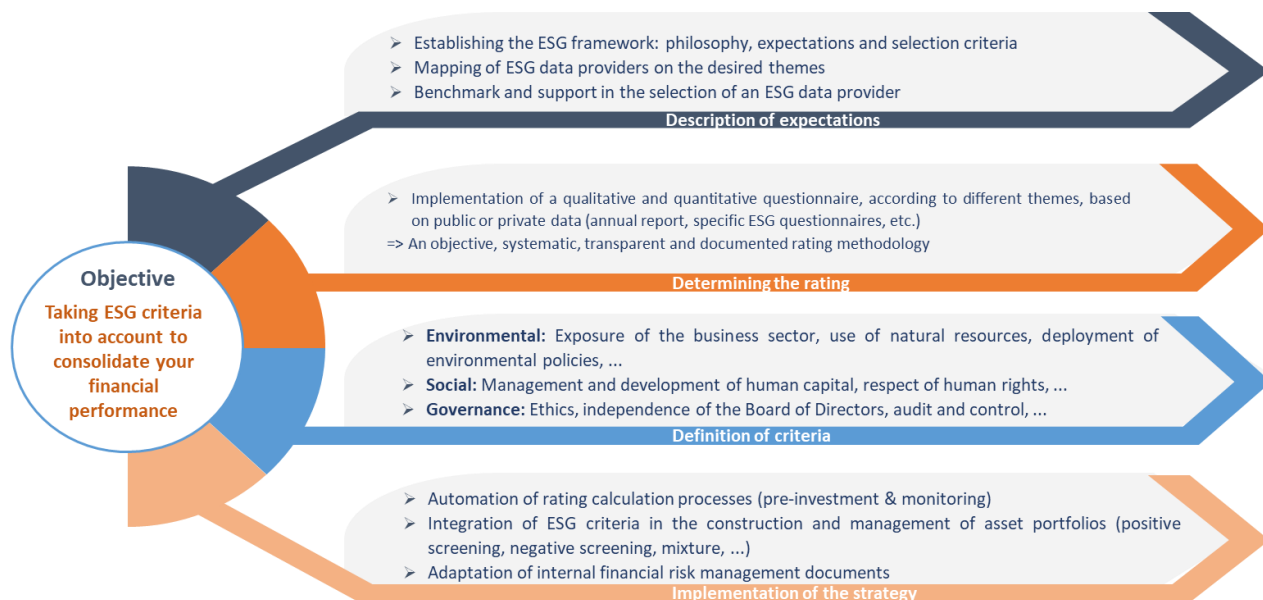 Objective
Taking ESG criteria
into account to
consolidate your
financial
performance
➢ Establishing the ESG framework: philosophy, expectations and selection criteria
➢ Mapping of ESG data providers on the desired themes
➢ Benchmark and support in the selection of an ESG data provider
Description of expectations
➢ Implementation of a qualitative and quantitative questionnaire, according to different themes, based
on public or private data (annual report, specific ESG questionnaires, etc.)
=> An objective, systematic, transparent and documented rating methodology
Determining the rating
➢ Environmental: Exposure of the business sector, use of natural resources, deployment of
environmental policies, ...
➢ Social: Management and development of human capital, respect of human rights, ...
➢ Governance: Ethics, independence of the Board of Directors, audit and control, ...
Definition of criteria
➢ Automation of rating calculation processes (pre-investment & monitoring)
➢ Integration of ESG criteria in the construction and management of asset portfolios (positive
screening, negative screening, mixture, ...)
➢ Adaptation of internal financial risk management documents
Implementation of the strategy